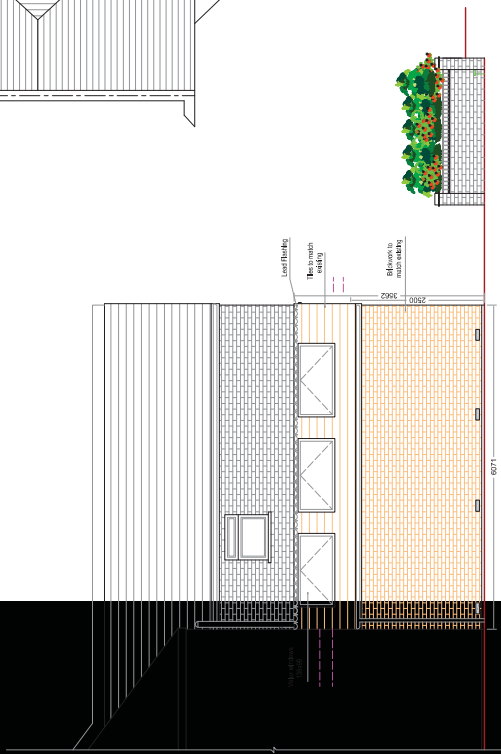 Lead Flashing
Tiles to match
existing
Brickwork to
match existing
3562
2500
6071